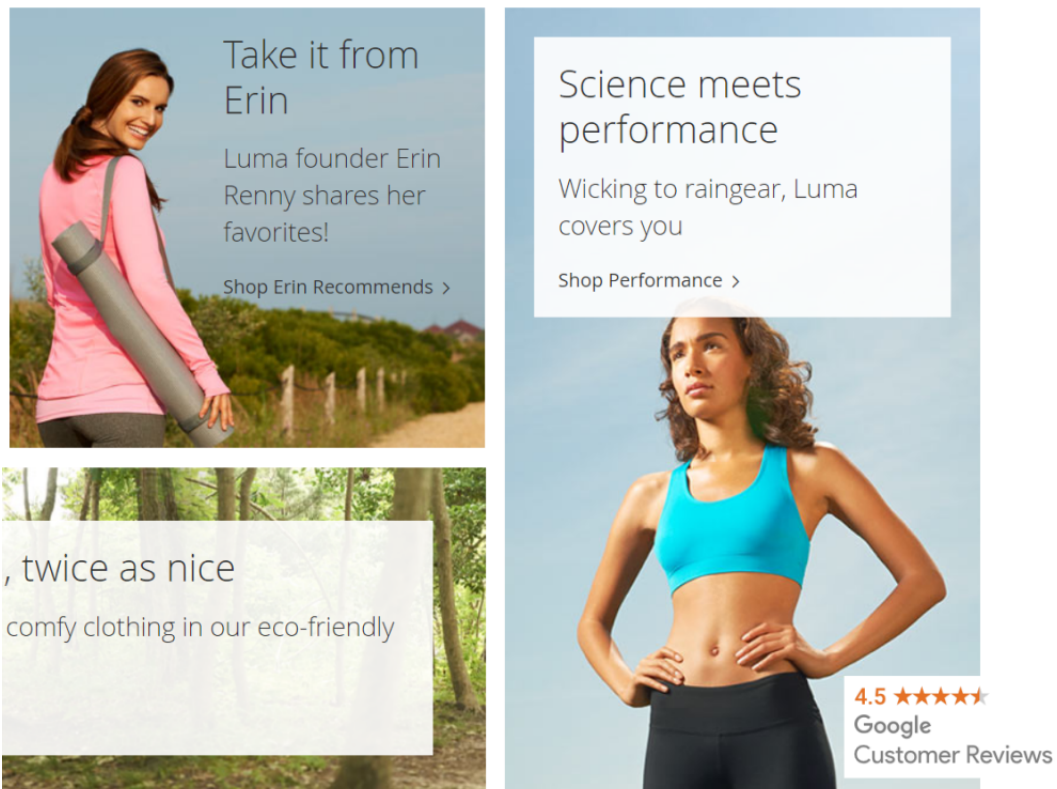 Take it from
Erin
Luma founder Erin
Renny shares her
favorites!
Shop Erin Recommends >
Science meets
performance
Wicking to raingear, Luma
covers you
Shop Performance >
, twice as nice
comfy clothing in our eco-friendly
4.5
Google
Customer Reviews